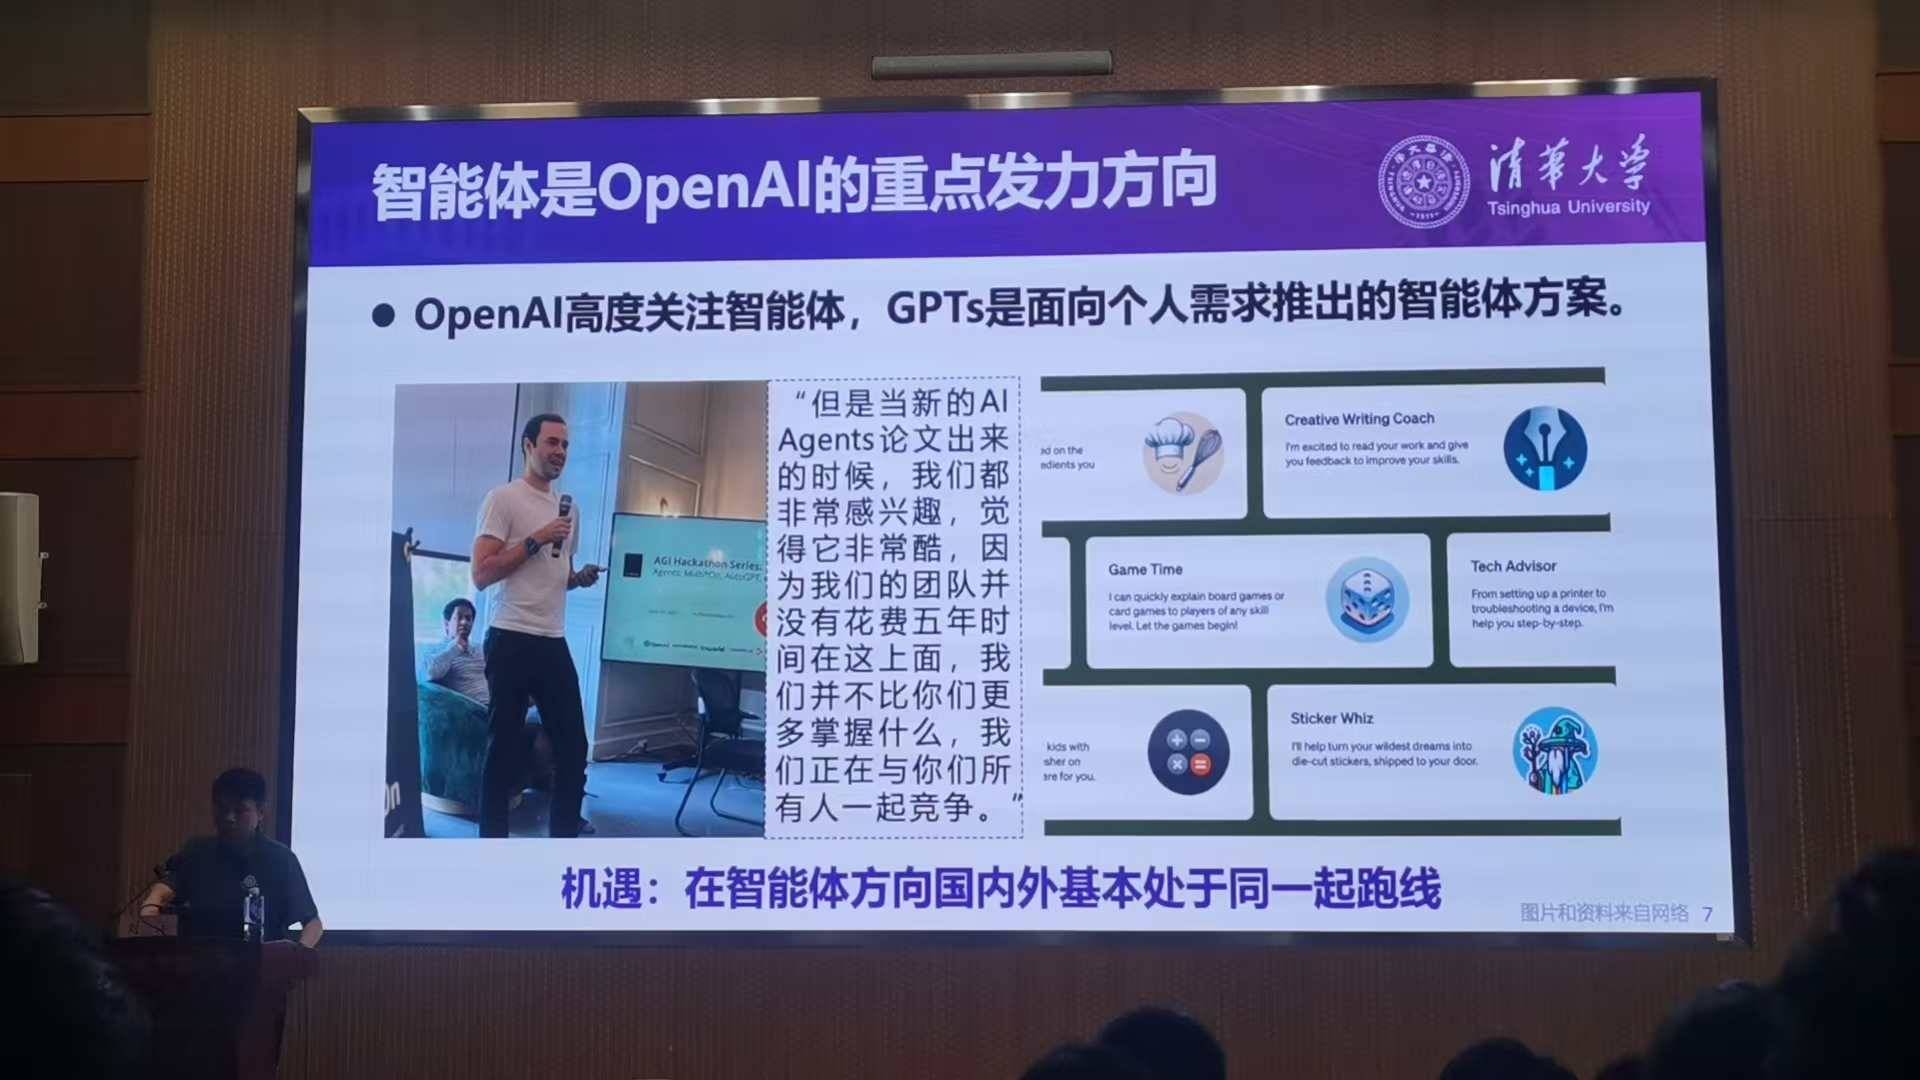 智能体是OpenAI的重点发力方向
清华大学
Tsinghua University
● OpenAI高度关注智能体，GPTs是面向个人需求推出的智能体方案。
AGI Hackathon Series:
Agents: Multi*On, AutoGPT,
OpenAI
on
“但是当新的AI
Agents论文出来
的时候，我们都
非常感兴趣，觉
得它非常酷，因
为我们的团队并
没有花费五年时
间在这上面，我
们并不比你们更
多掌握什么，我
们正在与你们所
有人一起竞争。”
ed on the
edients you
Creative Writing Coach
I'm excited to read your work and give
you feedback to improve your skills.
Game Time
I can quickly explain board games or
card games to players of any skill
level. Let the games begin!
Tech Advisor
From setting up a printer to
troubleshooting a device, I'm
help you step-by-step.
kids with
sher on
ere for you.
Sticker Whiz
I'll help turn your wildest dreams into
die-cut stickers, shipped to your door.
机遇：在智能体方向国内外基本处于同一起跑线
图片和资料来自网络 7